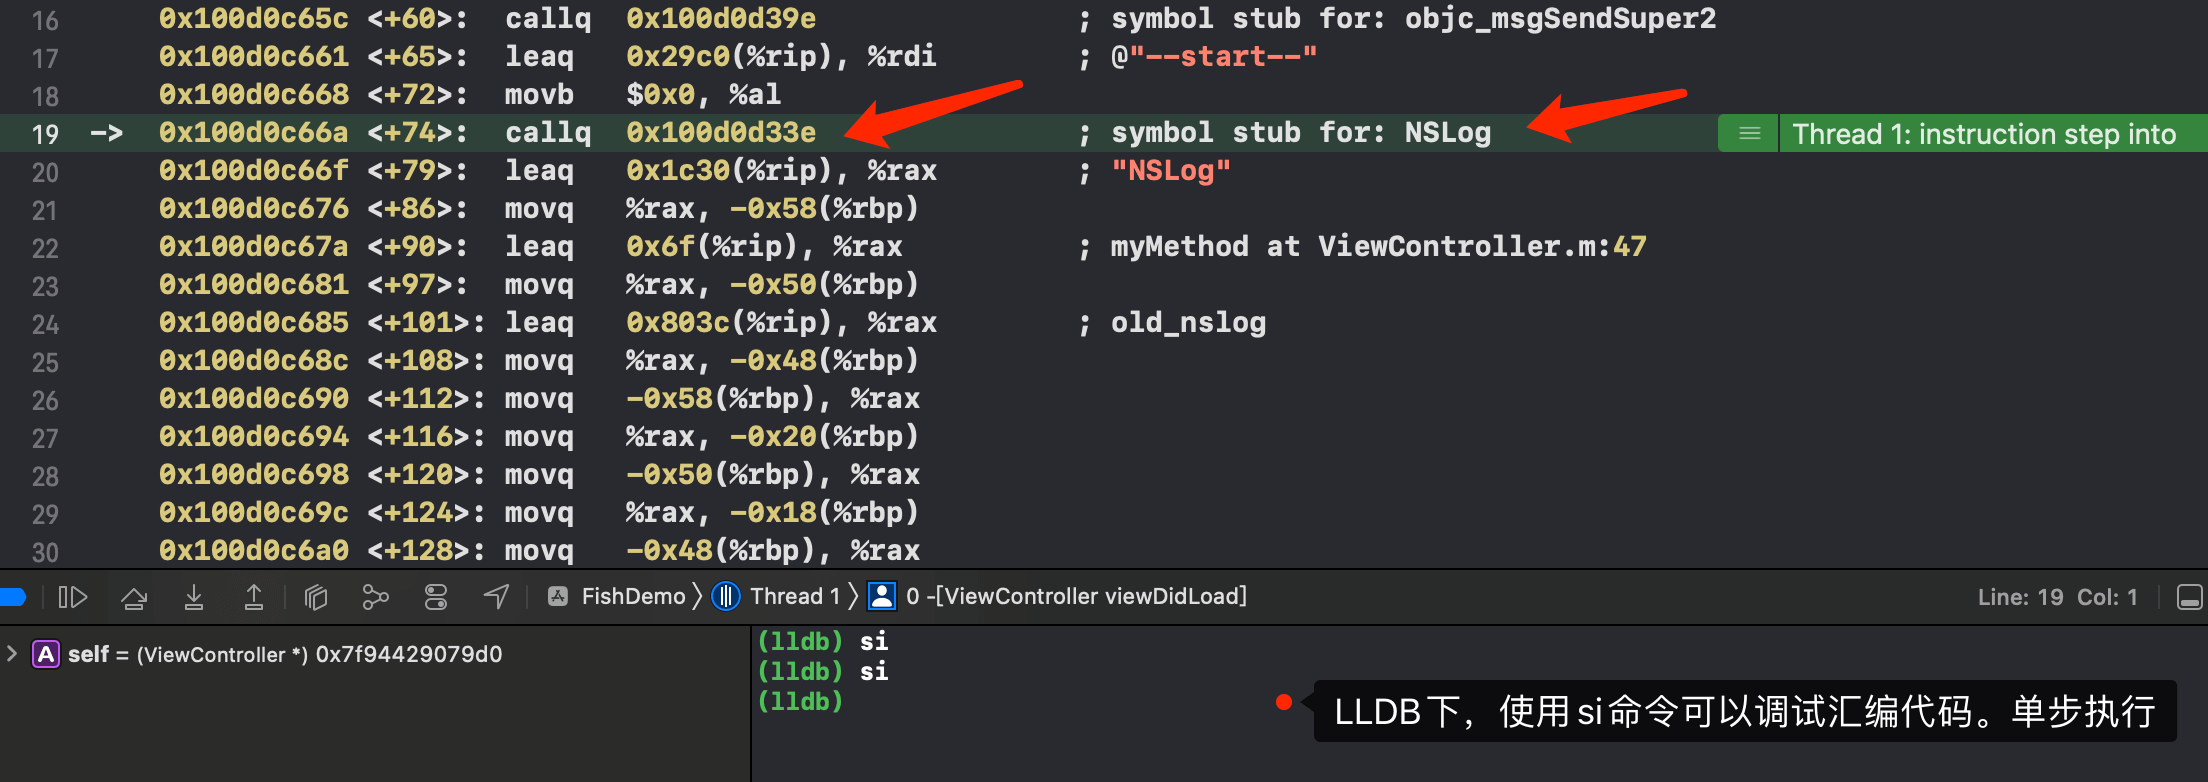 16 0x100d0c65c <+60>: callq 0x100d0d39e ; symbol stub for: objc_msgSendSuper2
17 0x100d0c661 <+65>: leaq 0x29c0(%rip), %rdi ; @"--start--"
18 0x100d0c668 <+72>: movb $0x0, %al
19 -> 0x100d0c66a <+74>: callq 0x100d0d33e ; symbol stub for: NSLog Thread 1: instruction step into
20 0x100d0c66f <+79>: leaq 0x1c30(%rip), %rax ; "NSLog"
21 0x100d0c676 <+86>: movq %rax, -0x58(%rbp)
22 0x100d0c67a <+90>: leaq 0x6f(%rip), %rax ; myMethod at ViewController.m:47
23 0x100d0c681 <+97>: movq %rax, -0x50(%rbp)
24 0x100d0c685 <+101>: leaq 0x803c(%rip), %rax ; old_nslog
25 0x100d0c68c <+108>: movq %rax, -0x48(%rbp)
26 0x100d0c690 <+112>: movq -0x58(%rbp), %rax
27 0x100d0c694 <+116>: movq %rax, -0x20(%rbp)
28 0x100d0c698 <+120>: movq -0x50(%rbp), %rax
29 0x100d0c69c <+124>: movq %rax, -0x18(%rbp)
30 0x100d0c6a0 <+128>: movq -0x48(%rbp), %rax
FishDemo Thread 1 0 -[ViewController viewDidLoad] Line: 19 Col: 1
A self = (ViewController *) 0x7f94429079d0
(lldb) si
(lldb) si
(lldb)
LLDB下，使用si命令可以调试汇编代码。单步执行